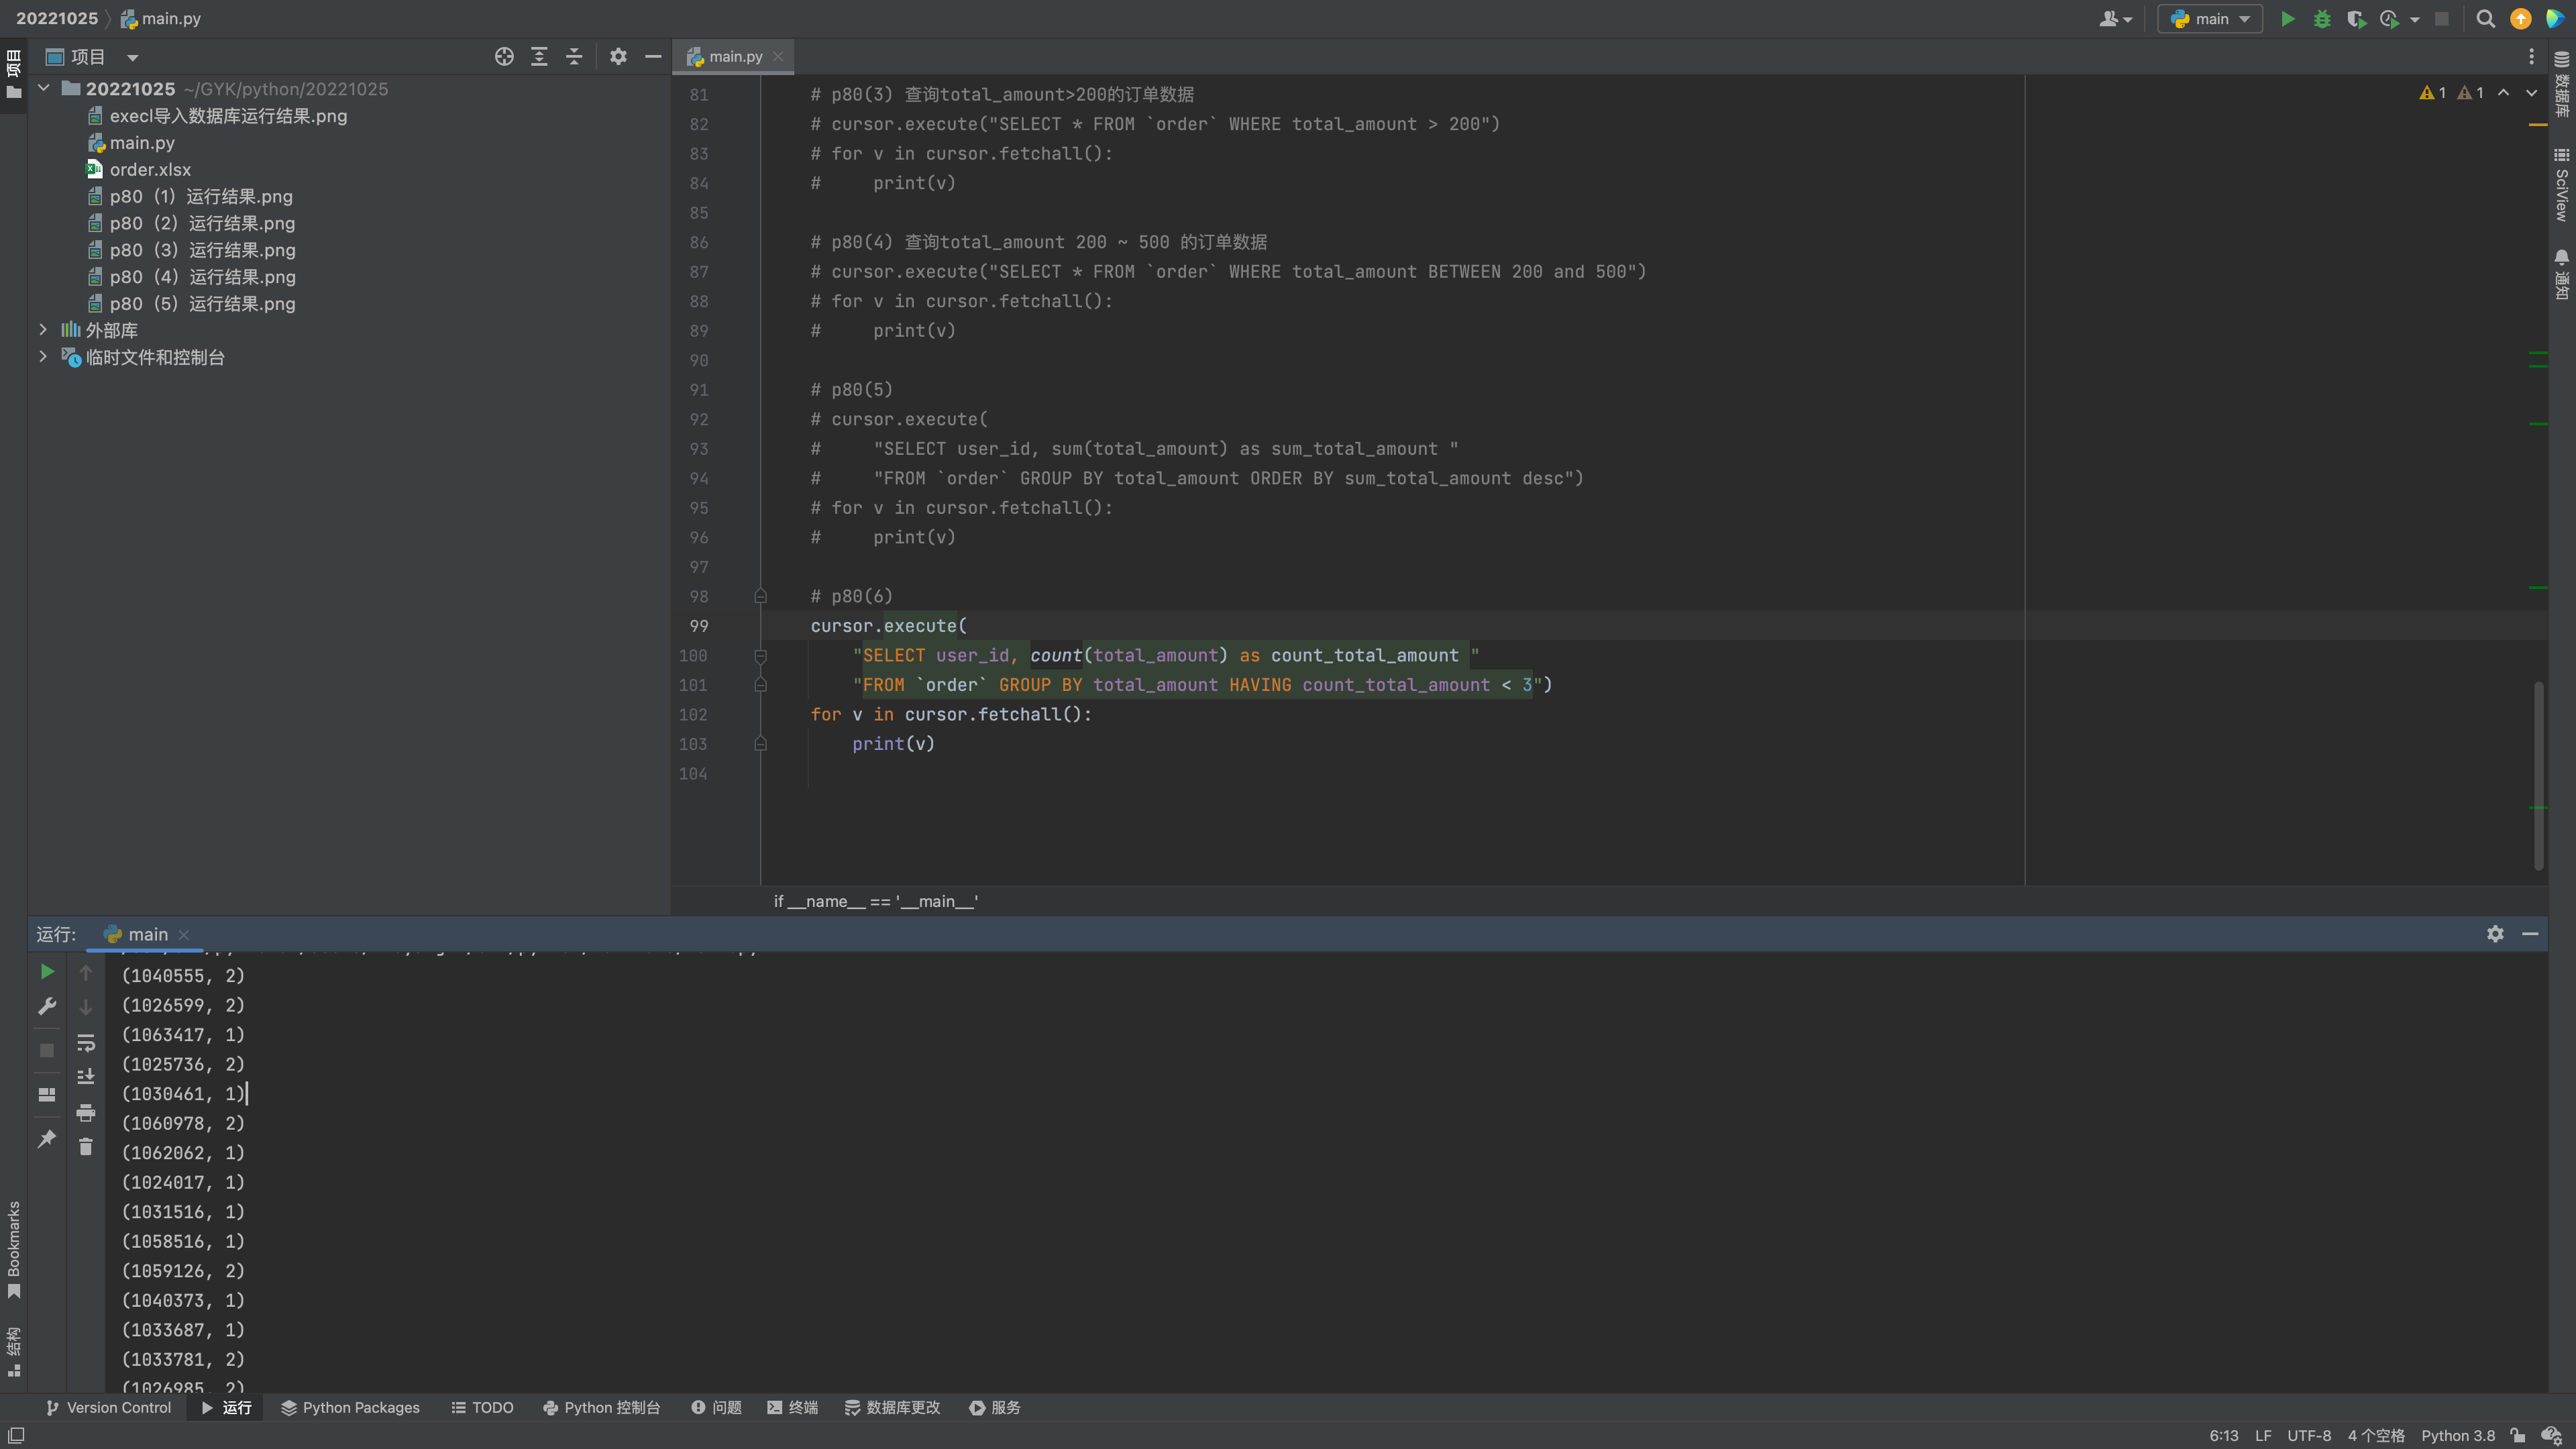 20221025
main.py
main
项目
项目
main.py
20221025 ~/GYK/python/20221025
execl导入数据库运行结果.png
main.py
order.xlsx
p80（1）运行结果.png
p80（2）运行结果.png
p80（3）运行结果.png
p80（4）运行结果.png
p80（5）运行结果.png
外部库
临时文件和控制台
81 # p80(3) 查询total_amount>200的订单数据
82 # cursor.execute("SELECT * FROM `order` WHERE total_amount > 200")
83 # for v in cursor.fetchall():
84 #     print(v)
85
86 # p80(4) 查询total_amount 200 ~ 500 的订单数据
87 # cursor.execute("SELECT * FROM `order` WHERE total_amount BETWEEN 200 and 500")
88 # for v in cursor.fetchall():
89 #     print(v)
90
91 # p80(5)
92 # cursor.execute(
93 #     "SELECT user_id, sum(total_amount) as sum_total_amount "
94 #     "FROM `order` GROUP BY total_amount ORDER BY sum_total_amount desc")
95 # for v in cursor.fetchall():
96 #     print(v)
97
98 # p80(6)
99 cursor.execute(
100     "SELECT user_id, count(total_amount) as count_total_amount "
101     "FROM `order` GROUP BY total_amount HAVING count_total_amount < 3")
102 for v in cursor.fetchall():
103     print(v)
104
1 1
数据库
SciView
通知
if __name__ == '__main__'
运行: main
(1040555, 2)
(1026599, 2)
(1063417, 1)
(1025736, 2)
(1030461, 1)
(1060978, 2)
(1062062, 1)
(1024017, 1)
(1031516, 1)
(1058516, 1)
(1059126, 2)
(1040373, 1)
(1033687, 1)
(1033781, 2)
(1026985, 2)
Bookmarks
结构
Version Control 运行 Python Packages TODO Python 控制台 问题 终端 数据库更改 服务
6:13 LF UTF-8 4 个空格 Python 3.8